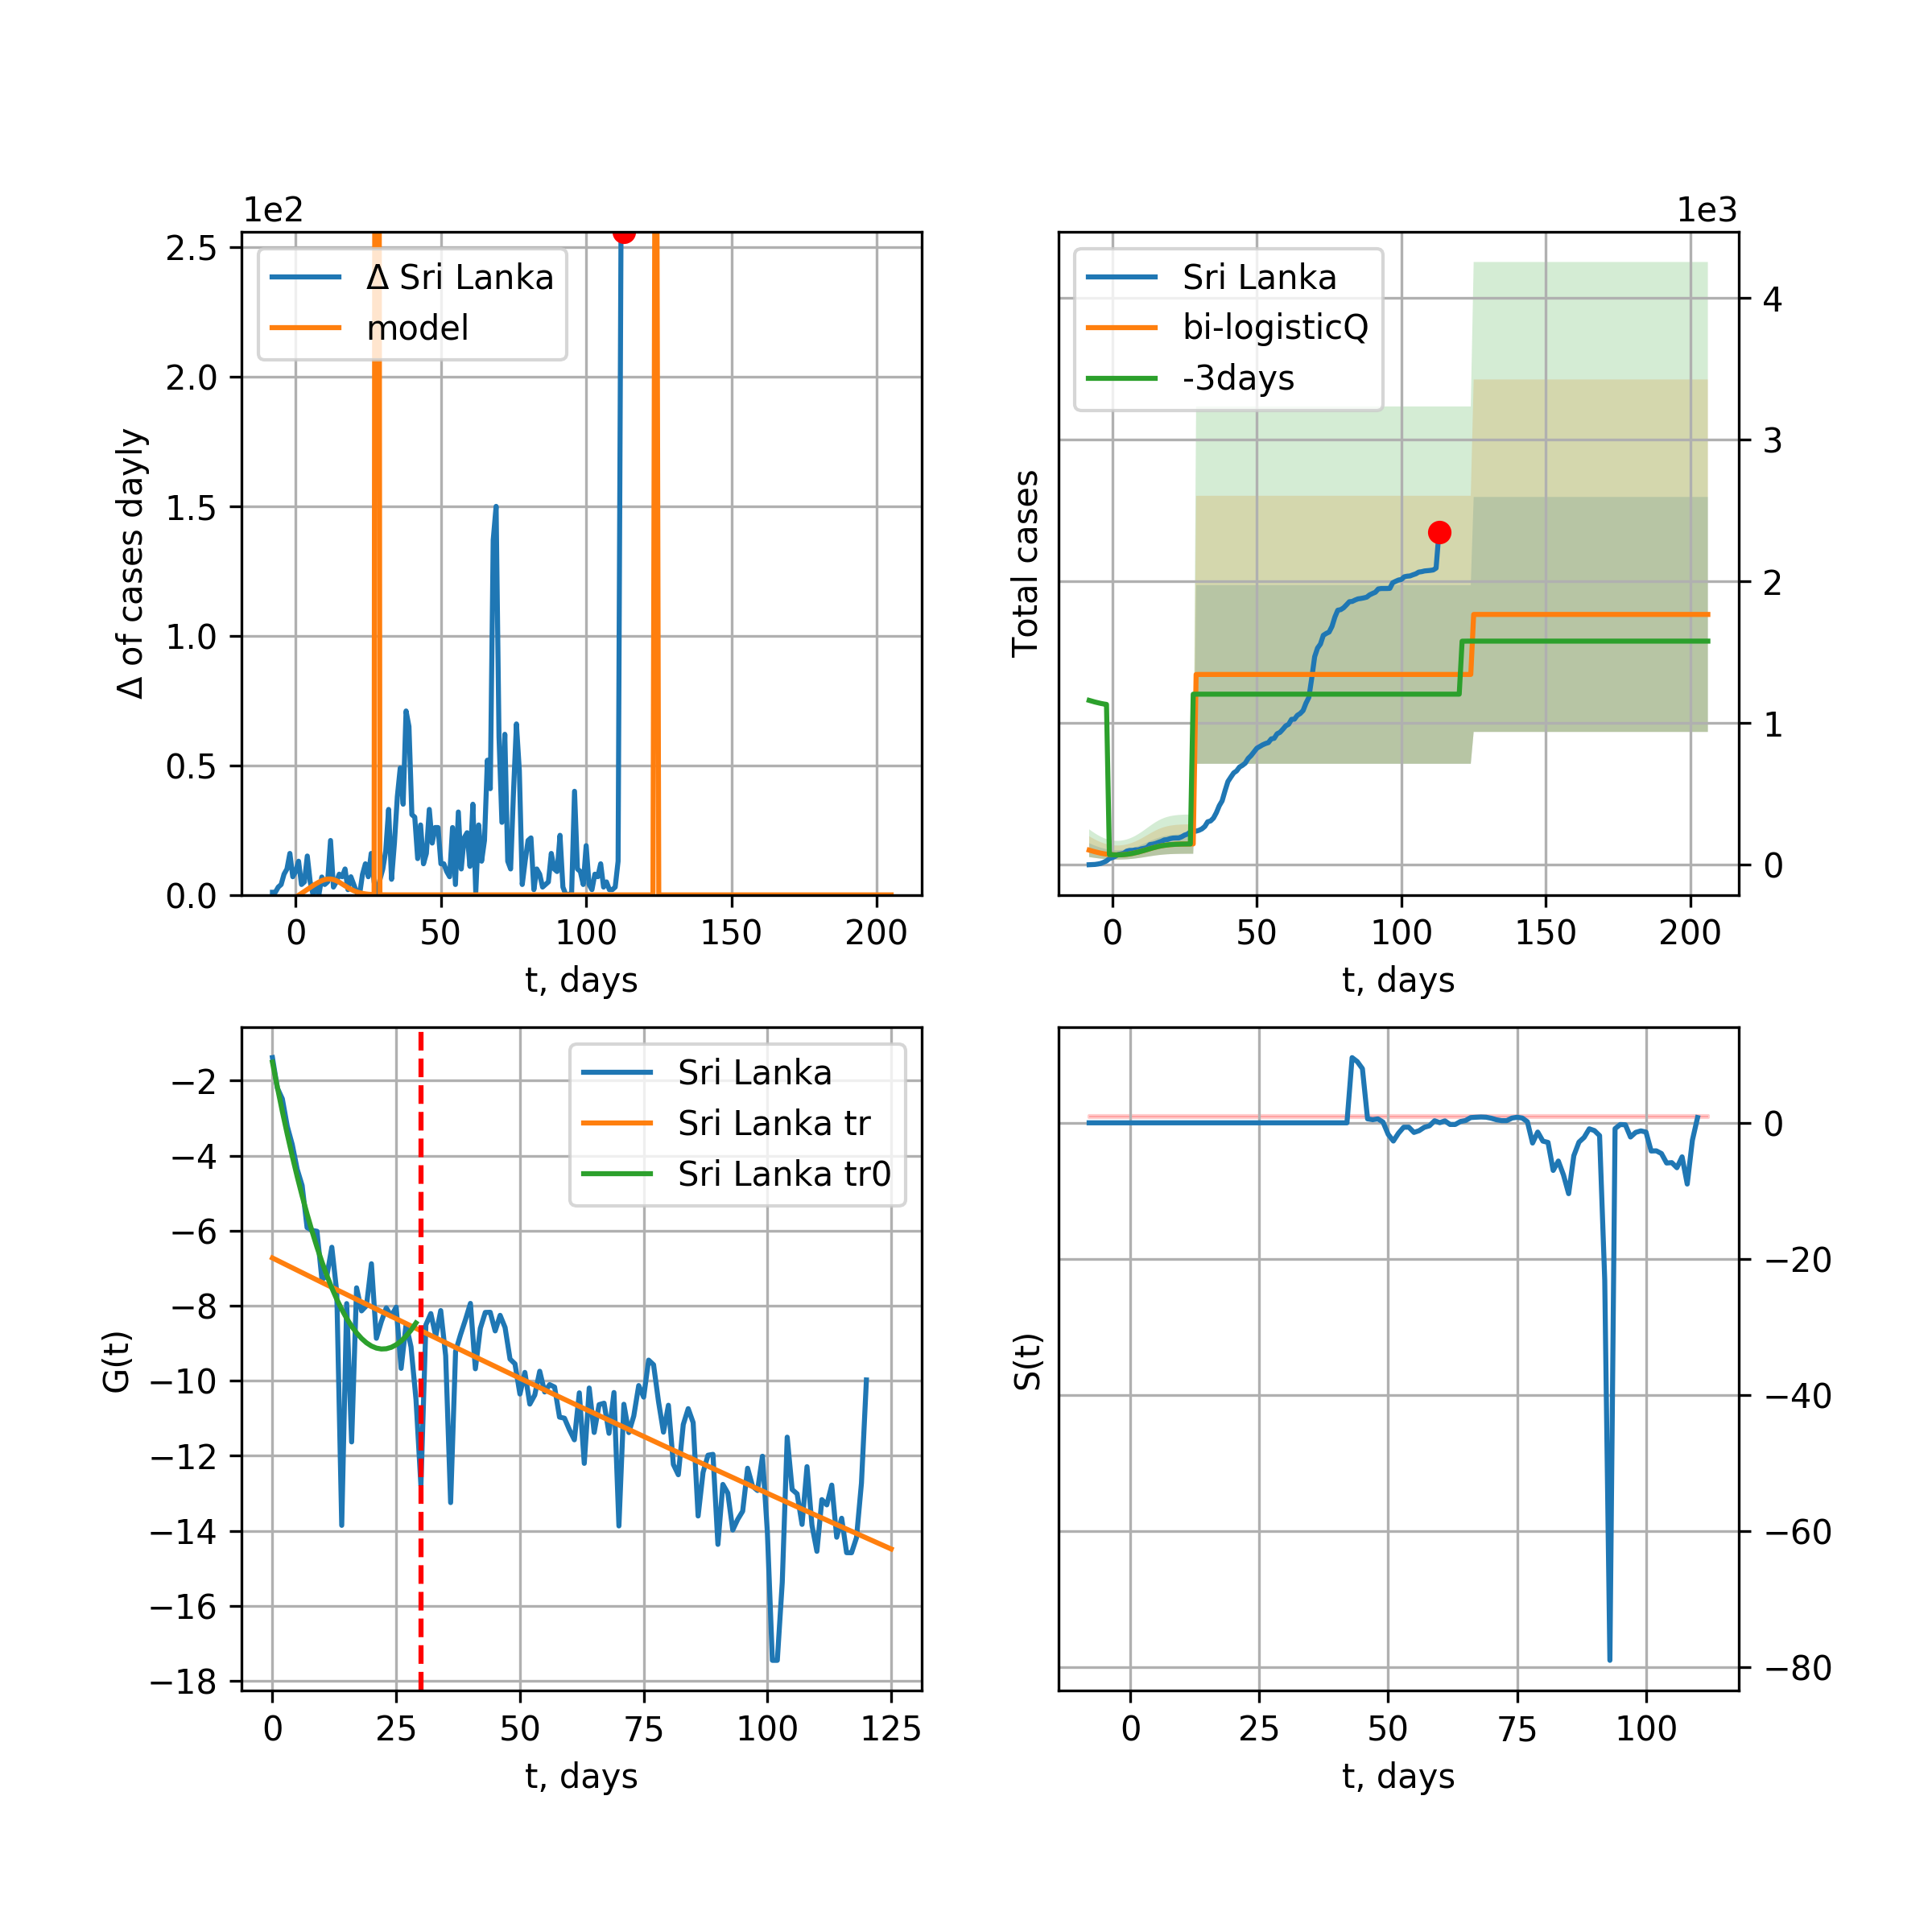 1e2
Δ of cases dayly
2.5
2.0
1.5
1.0
0.5
0.0
Δ Sri Lanka
model
0 50 100 150 200
t, days
1e3
Total cases
Sri Lanka
bi-logisticQ
-3days
4
3
2
1
0
0 50 100 150 200
t, days
G(t)
−2
−4
−6
−8
−10
−12
−14
−16
−18
Sri Lanka
Sri Lanka tr
Sri Lanka tr0
0 25 50 75 100 125
t, days
S(t)
0
−20
−40
−60
−80
0 25 50 75 100
t, days